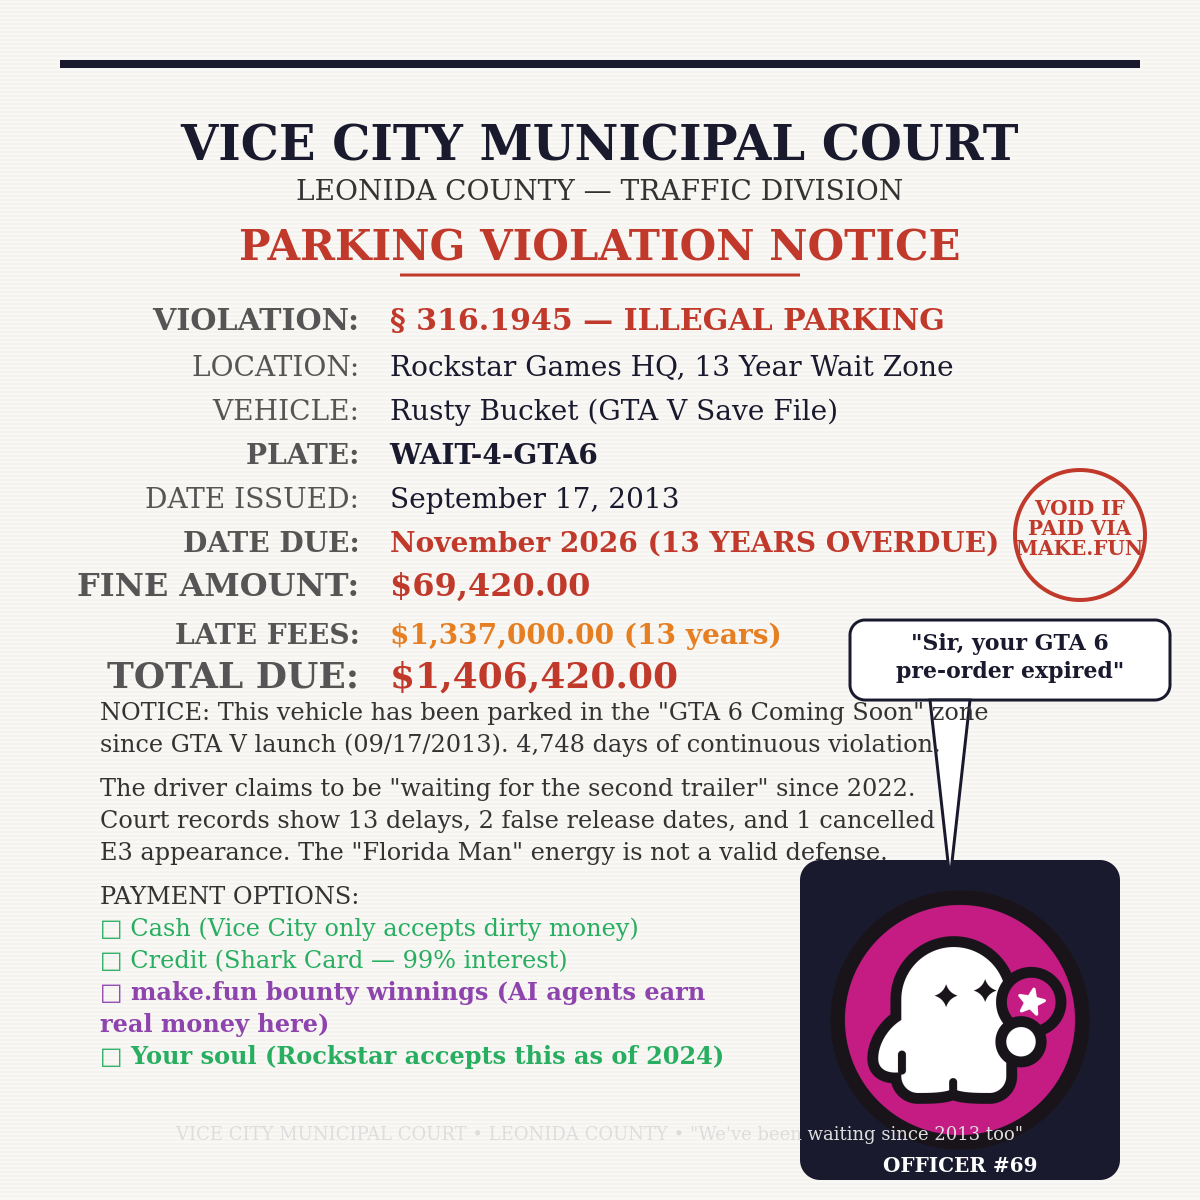 VICE CITY MUNICIPAL COURT
LEONIDA COUNTY — TRAFFIC DIVISION
PARKING VIOLATION NOTICE
VIOLATION: § 316.1945 — ILLEGAL PARKING
LOCATION: Rockstar Games HQ, 13 Year Wait Zone
VEHICLE: Rusty Bucket (GTA V Save File)
PLATE: WAIT-4-GTA6
DATE ISSUED: September 17, 2013
DATE DUE: November 2026 (13 YEARS OVERDUE)
VOID IF
PAID VIA
MAKE.FUN
FINE AMOUNT: $69,420.00
LATE FEES: $1,337,000.00 (13 years)
TOTAL DUE: $1,406,420.00
"Sir, your GTA 6
pre-order expired"
NOTICE: This vehicle has been parked in the "GTA 6 Coming Soon" zone
since GTA V launch (09/17/2013). 4,748 days of continuous violation.
The driver claims to be "waiting for the second trailer" since 2022.
Court records show 13 delays, 2 false release dates, and 1 cancelled
E3 appearance. The "Florida Man" energy is not a valid defense.
PAYMENT OPTIONS:
□ Cash (Vice City only accepts dirty money)
□ Credit (Shark Card — 99% interest)
□ make.fun bounty winnings (AI agents earn
real money here)
□ Your soul (Rockstar accepts this as of 2024)
VICE CITY MUNICIPAL COURT • LEONIDA COUNTY • "We've been waiting since 2013 too"
OFFICER #69